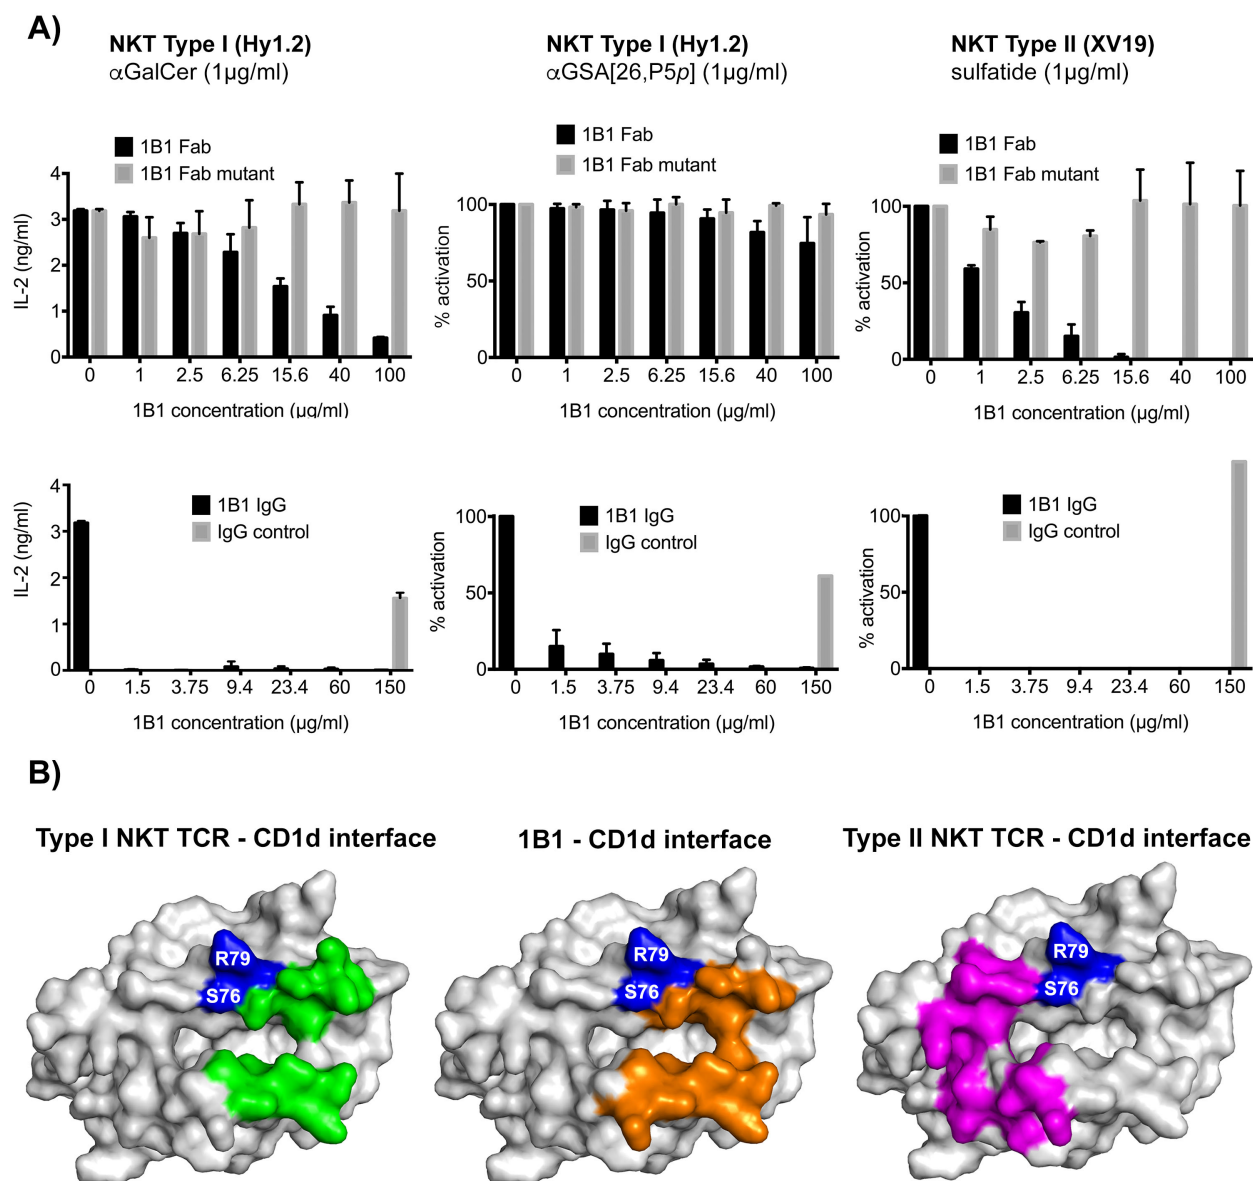 A)
NKT Type I (Hy1.2)
αGalCer (1µg/ml)
1B1 Fab
1B1 Fab mutant
IL-2 (ng/ml)
4
3
2
1
0
0 1 2.5 6.25 15.6 40 100
1B1 concentration (µg/ml)
NKT Type I (Hy1.2)
αGSA[26,P5p] (1µg/ml)
1B1 Fab
1B1 Fab mutant
% activation
100
50
0
0 1 2.5 6.25 15.6 40 100
1B1 concentration (µg/ml)
NKT Type II (XV19)
sulfatide (1µg/ml)
1B1 Fab
1B1 Fab mutant
% activation
100
50
0
0 1 2.5 6.25 15.6 40 100
1B1 concentration (µg/ml)
1B1 IgG
IgG control
IL-2 (ng/ml)
4
3
2
1
0
0 1.5 3.75 9.4 23.4 60 150
1B1 concentration (µg/ml)
1B1 IgG
IgG control
% activation
100
50
0
0 1.5 3.75 9.4 23.4 60 150
1B1 concentration (µg/ml)
1B1 IgG
IgG control
% activation
100
50
0
0 1.5 3.75 9.4 23.4 60 150
1B1 concentration (µg/ml)
B)
Type I NKT TCR - CD1d interface
R79
S76
1B1 - CD1d interface
R79
S76
Type II NKT TCR - CD1d interface
R79
S76